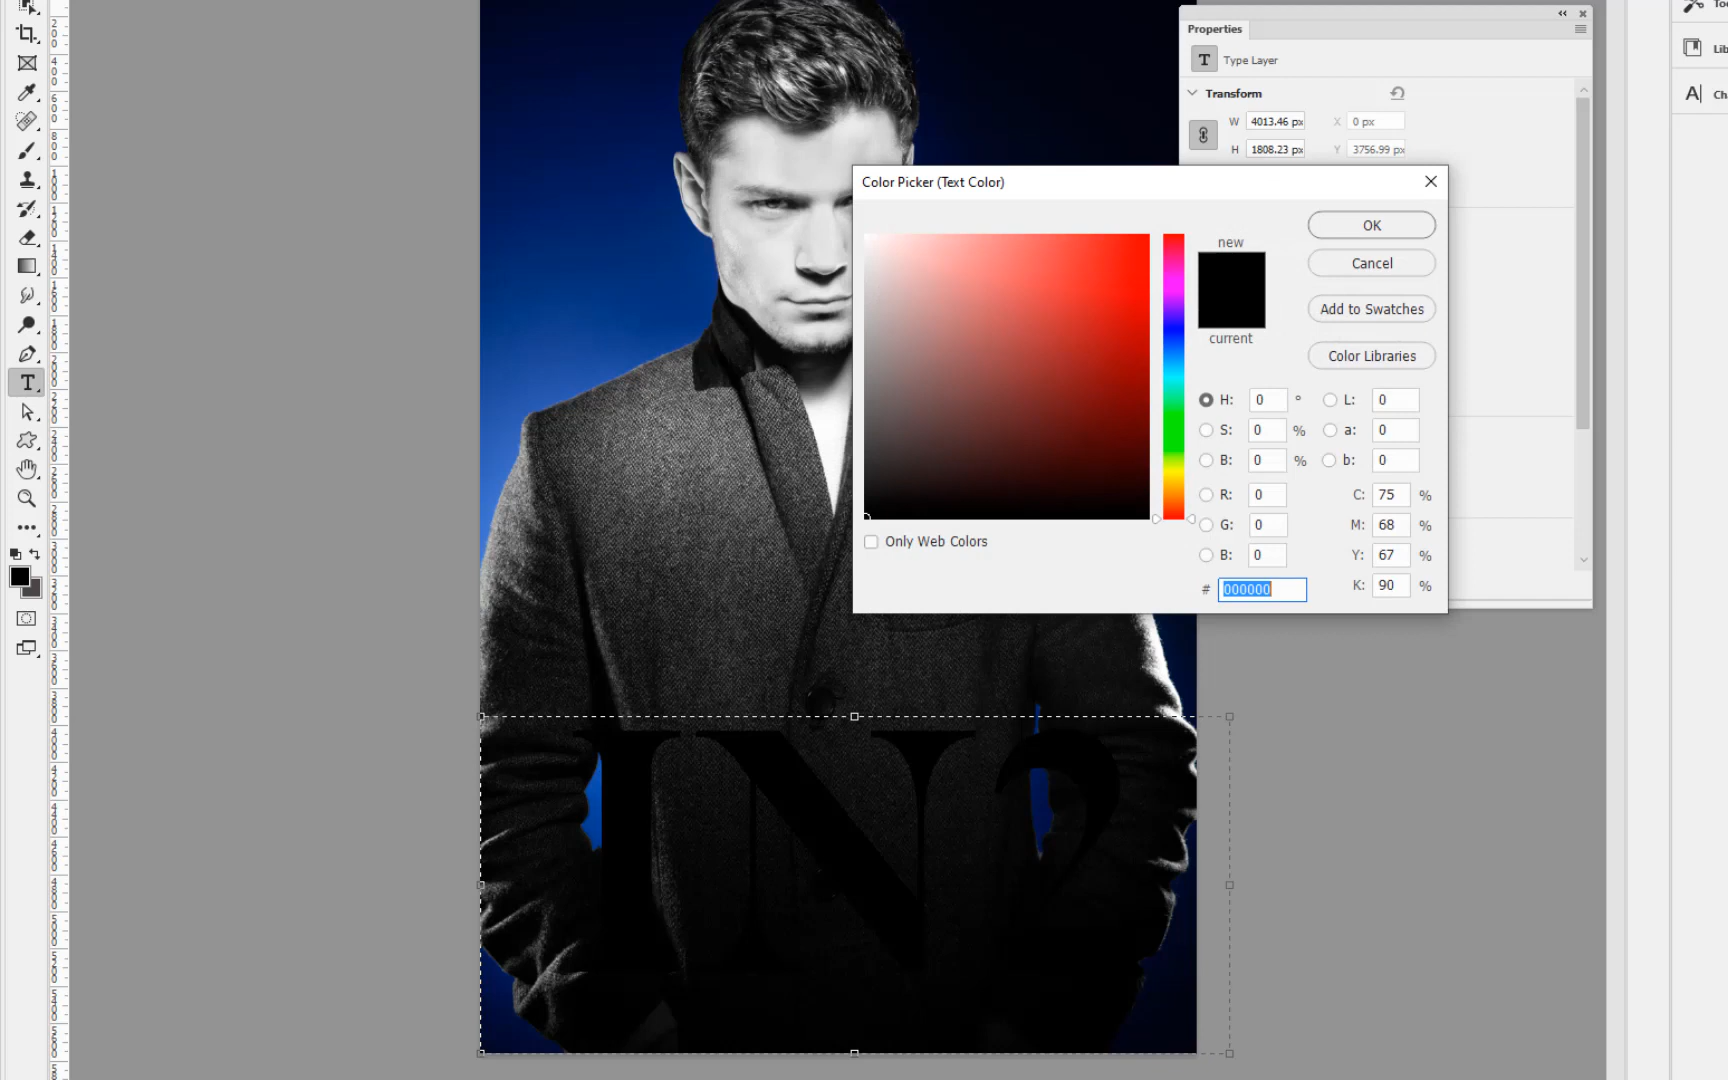 Properties
T Type Layer
Transform
W 4013.46 px X 0 px
H 1808.23 px Y 3756.99 px
Color Picker (Text Color)
new
current
OK
Cancel
Add to Swatches
Color Libraries
H: 0 ° L: 0
S: 0 % a: 0
B: 0 % b: 0
R: 0 C: 75 %
G: 0 M: 68 %
B: 0 Y: 67 %
# 000000 K: 90 %
Only Web Colors
IN2